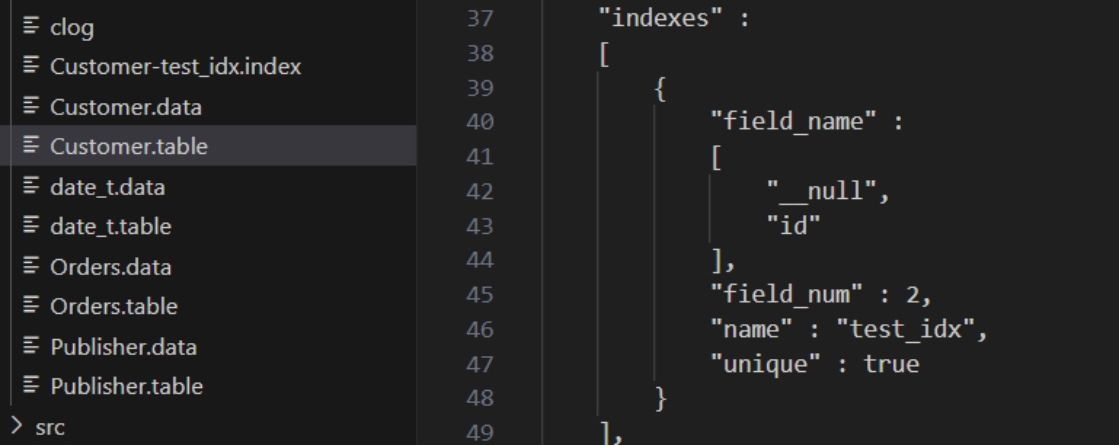 clog
Customer-test_idx.index
Customer.data
Customer.table
date_t.data
date_t.table
Orders.data
Orders.table
Publisher.data
Publisher.table
src
37 "indexes" :
38 [
39 {
40 "field_name" :
41 [
42 "__null",
43 "id"
44 ],
45 "field_num" : 2,
46 "name" : "test_idx",
47 "unique" : true
48 }
49 ],